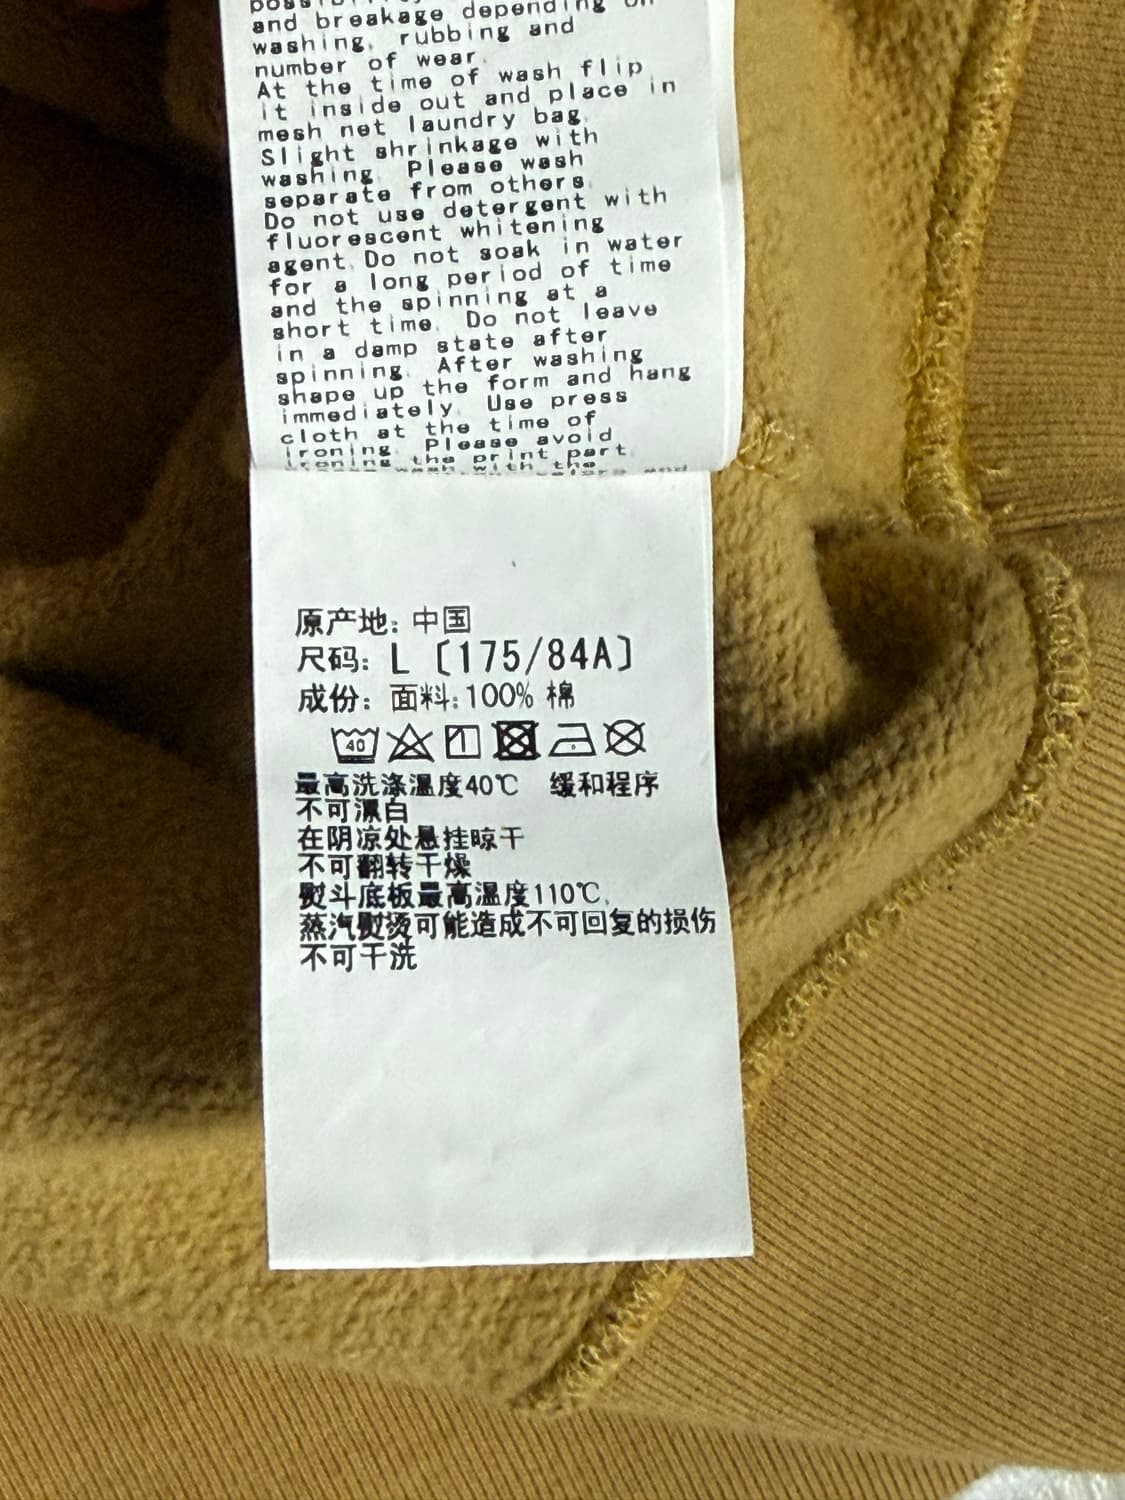 and breakage depending on
washing, rubbing and
number of wear.
At the time of wash flip
it inside out and place in
mesh net laundry bag.
Slight shrinkage with
washing. Please wash
separate from others.
Do not use detergent with
fluorescent whitening
agent. Do not soak in water
for a long period of time
and the spinning at a
short time. Do not leave
in a damp state after
spinning. After washing
shape up the form and hang
immediately. Use press
cloth at the time of
ironing. Please avoid
ironing the print part.
原产地: 中国
尺码: L [175/84A]
成份: 面料:100% 棉
40
最高洗涤温度40℃ 缓和程序
不可漂白
在阴凉处悬挂晾干
不可翻转干燥
熨斗底板最高温度110℃,
蒸汽熨烫可能造成不可回复的损伤
不可干洗